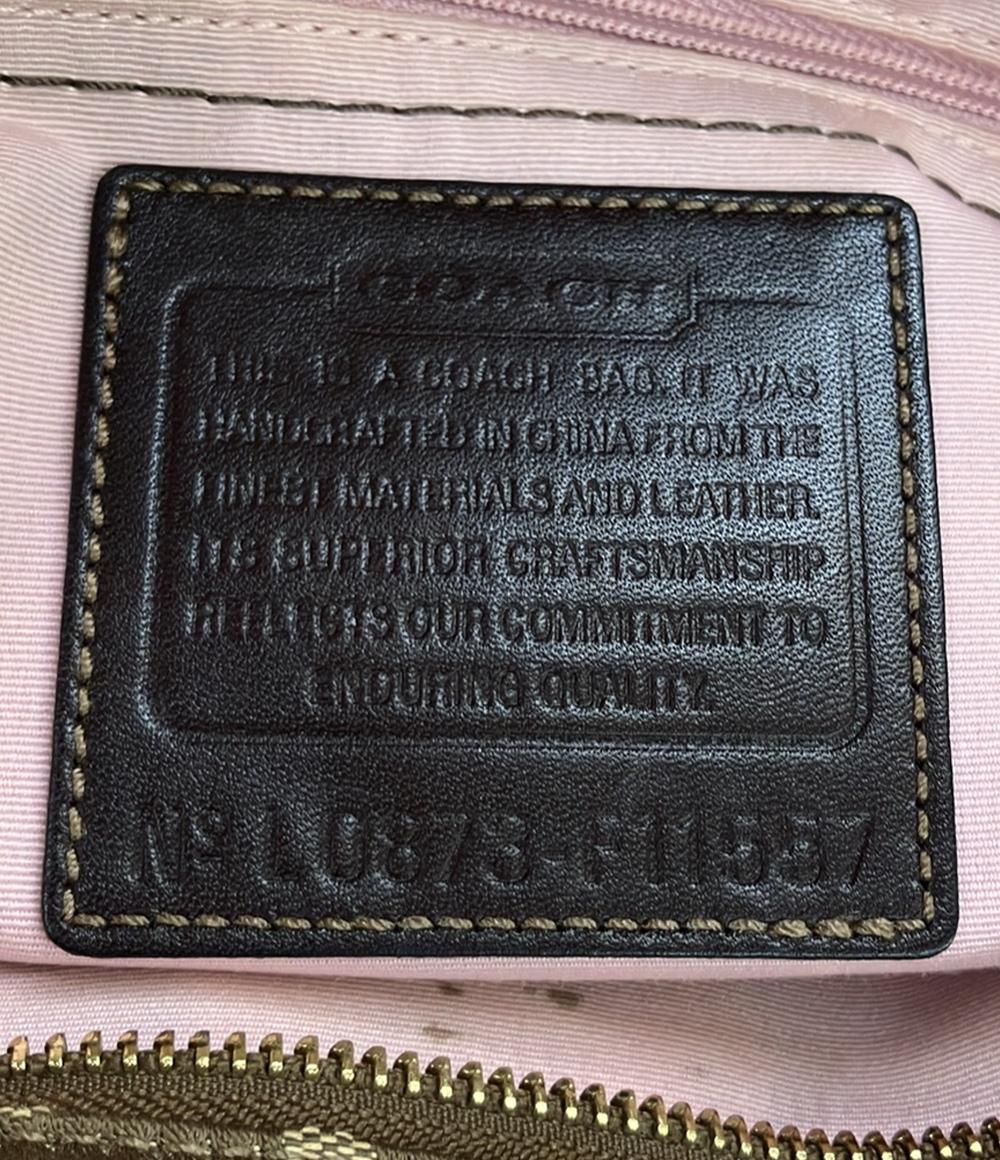 COACH
THIS IS A COACH BAG. IT WAS
HANDCRAFTED IN CHINA FROM THE
FINEST MATERIALS AND LEATHER.
ITS SUPERIOR CRAFTSMANSHIP
REFLECTS OUR COMMITMENT TO
ENDURING QUALITY.
Nº L0873-F11537